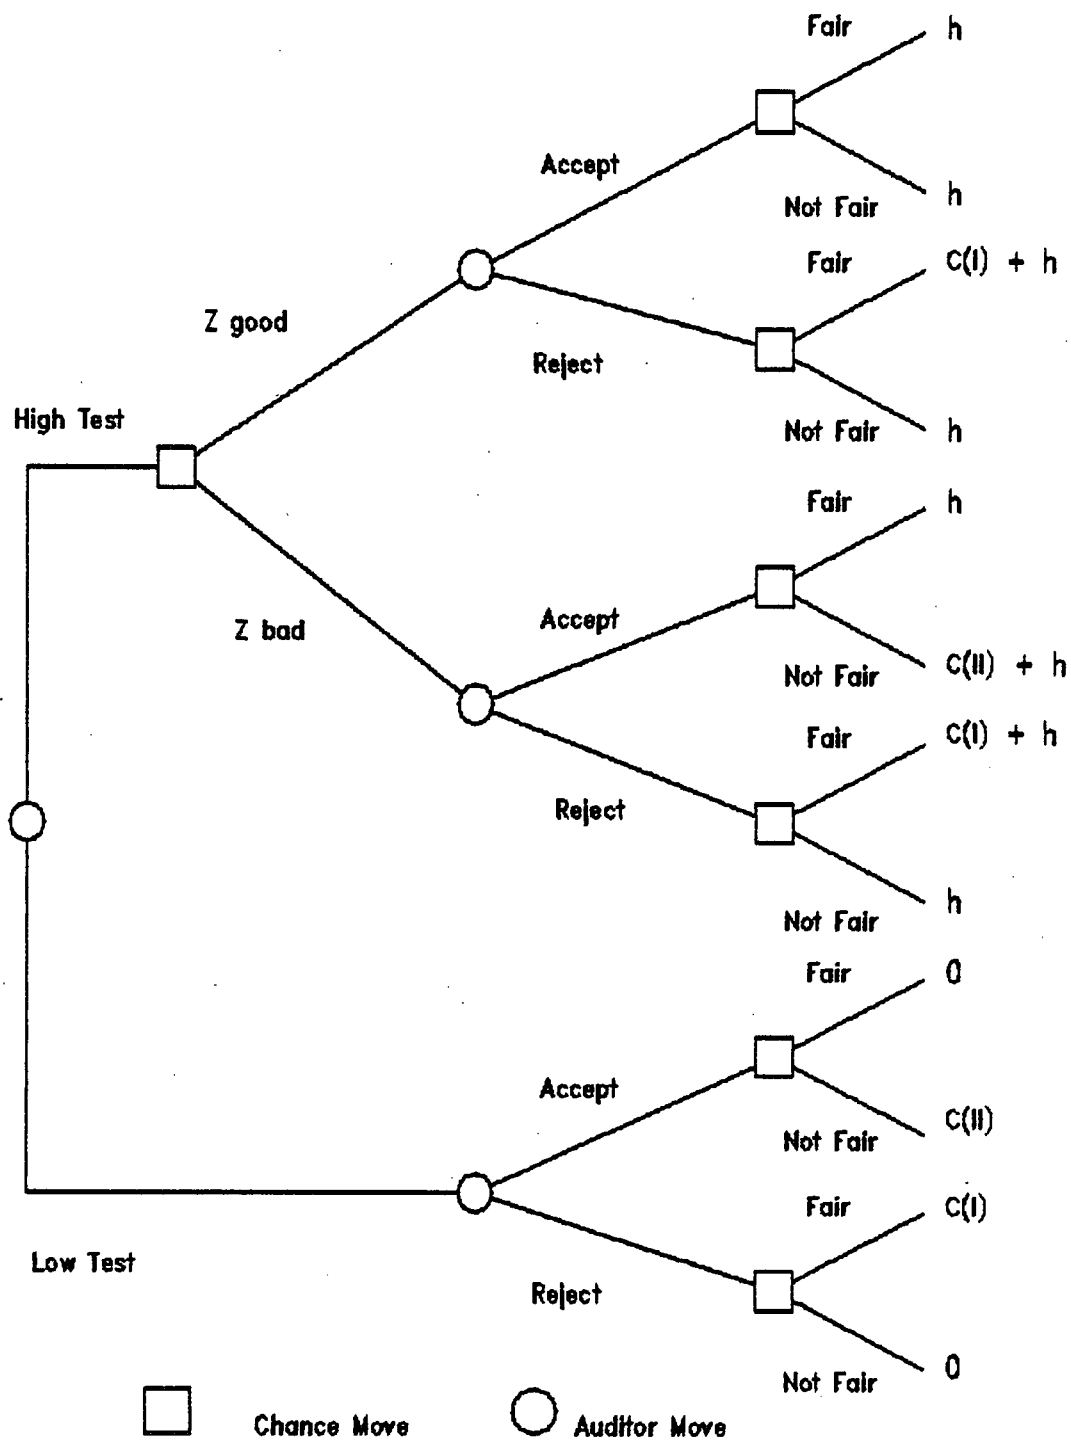 Fair h
Accept
Not Fair h
Fair C(I) + h
Z good
Reject
High Test
Not Fair h
Fair h
Z bad
Accept
Not Fair C(II) + h
Fair C(I) + h
Reject
Not Fair h
Fair 0
Accept
Not Fair C(II)
Fair C(I)
Low Test
Reject
Not Fair 0
Chance Move
Auditor Move